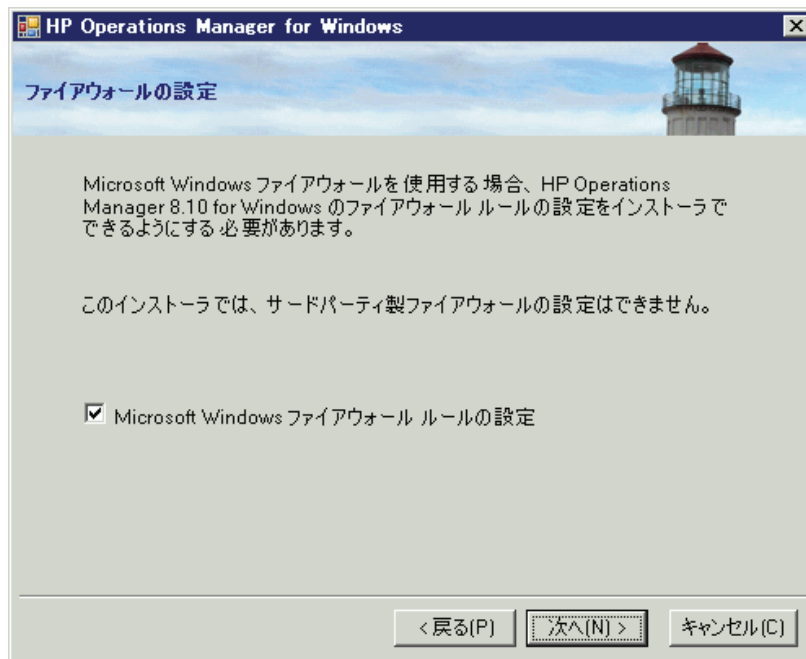 HP Operations Manager for Windows
ファイアウォールの設定
Microsoft Windows ファイアウォールを使用する場合、HP Operations
Manager 8.10 for Windows のファイアウォール ルールの設定をインストーラで
できるようにする必要があります。
このインストーラでは、サードパーティ製ファイアウォールの設定はできません。
Microsoft Windows ファイアウォール ルールの設定
< 戻る(P)
次へ(N) >
キャンセル(C)